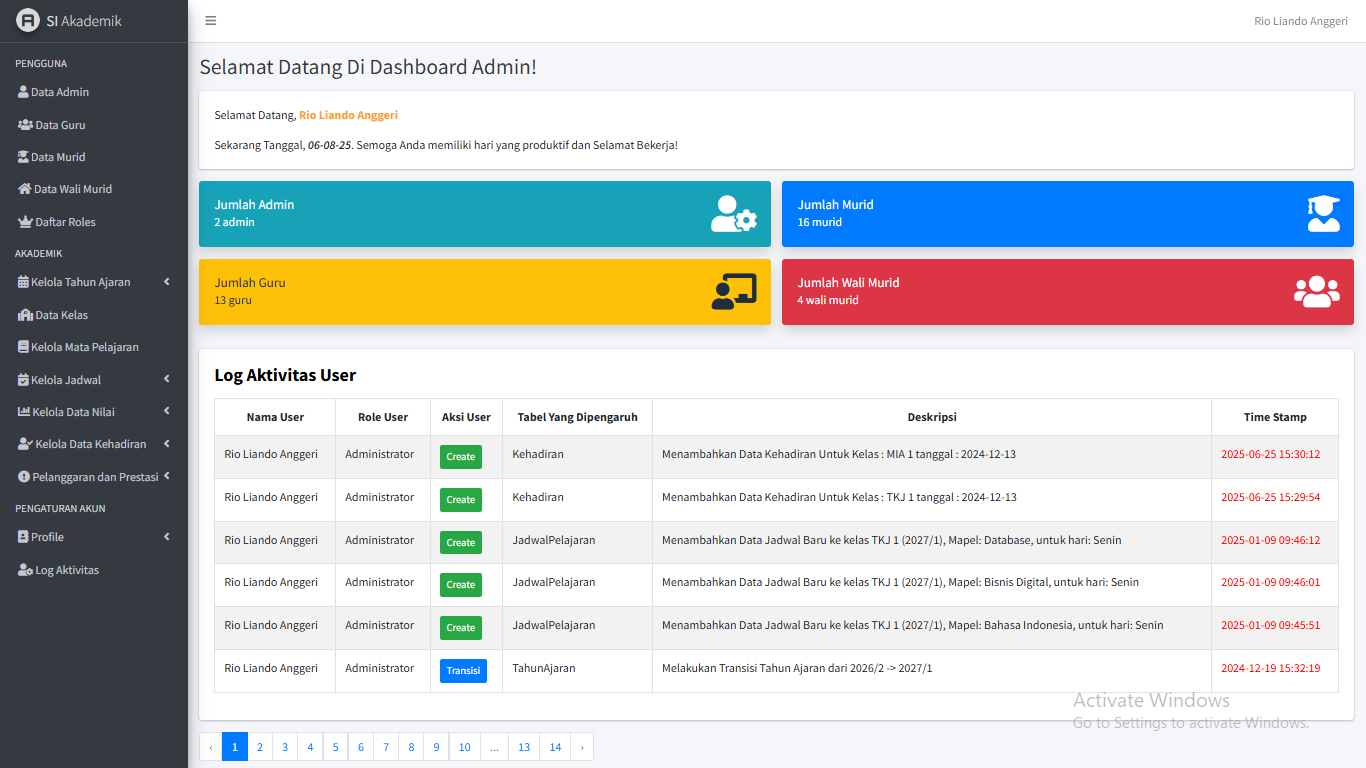 SI Akademik
Rio Liando Anggeri
PENGGUNA
Data Admin
Data Guru
Data Murid
Data Wali Murid
Daftar Roles
AKADEMIK
Kelola Tahun Ajaran
Data Kelas
Kelola Mata Pelajaran
Kelola Jadwal
Kelola Data Nilai
Kelola Data Kehadiran
Pelanggaran dan Prestasi
PENGATURAN AKUN
Profile
Log Aktivitas
Selamat Datang Di Dashboard Admin!
Selamat Datang, Rio Liando Anggeri
Sekarang Tanggal, 06-08-25. Semoga Anda memiliki hari yang produktif dan Selamat Bekerja!
Jumlah Admin
2 admin
Jumlah Murid
16 murid
Jumlah Guru
13 guru
Jumlah Wali Murid
4 wali murid
Log Aktivitas User
Nama User Role User Aksi User Tabel Yang Dipengaruh Deskripsi Time Stamp
Rio Liando Anggeri Administrator Create Kehadiran Menambahkan Data Kehadiran Untuk Kelas : MIA 1 tanggal : 2024-12-13 2025-06-25 15:30:12
Rio Liando Anggeri Administrator Create Kehadiran Menambahkan Data Kehadiran Untuk Kelas : TKJ 1 tanggal : 2024-12-13 2025-06-25 15:29:54
Rio Liando Anggeri Administrator Create JadwalPelajaran Menambahkan Data Jadwal Baru ke kelas TKJ 1 (2027/1), Mapel: Database, untuk hari: Senin 2025-01-09 09:46:12
Rio Liando Anggeri Administrator Create JadwalPelajaran Menambahkan Data Jadwal Baru ke kelas TKJ 1 (2027/1), Mapel: Bisnis Digital, untuk hari: Senin 2025-01-09 09:46:01
Rio Liando Anggeri Administrator Create JadwalPelajaran Menambahkan Data Jadwal Baru ke kelas TKJ 1 (2027/1), Mapel: Bahasa Indonesia, untuk hari: Senin 2025-01-09 09:45:51
Rio Liando Anggeri Administrator Transisi TahunAjaran Melakukan Transisi Tahun Ajaran dari 2026/2 -> 2027/1 2024-12-19 15:32:19
Activate Windows
Go to Settings to activate Windows.
‹ 1 2 3 4 5 6 7 8 9 10 ... 13 14 ›